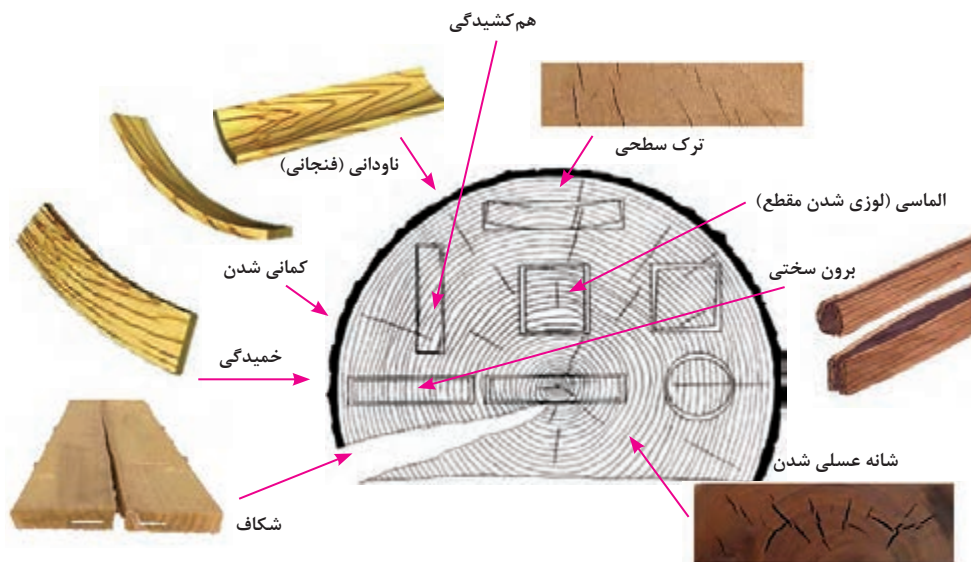 هم کشیدگی
ترک سطحی
ناودانی (فنجانی)
الماسی (لوزی شدن مقطع)
برون سختی
کمانی شدن
خمیدگی
شانه عسلی شدن
شکاف